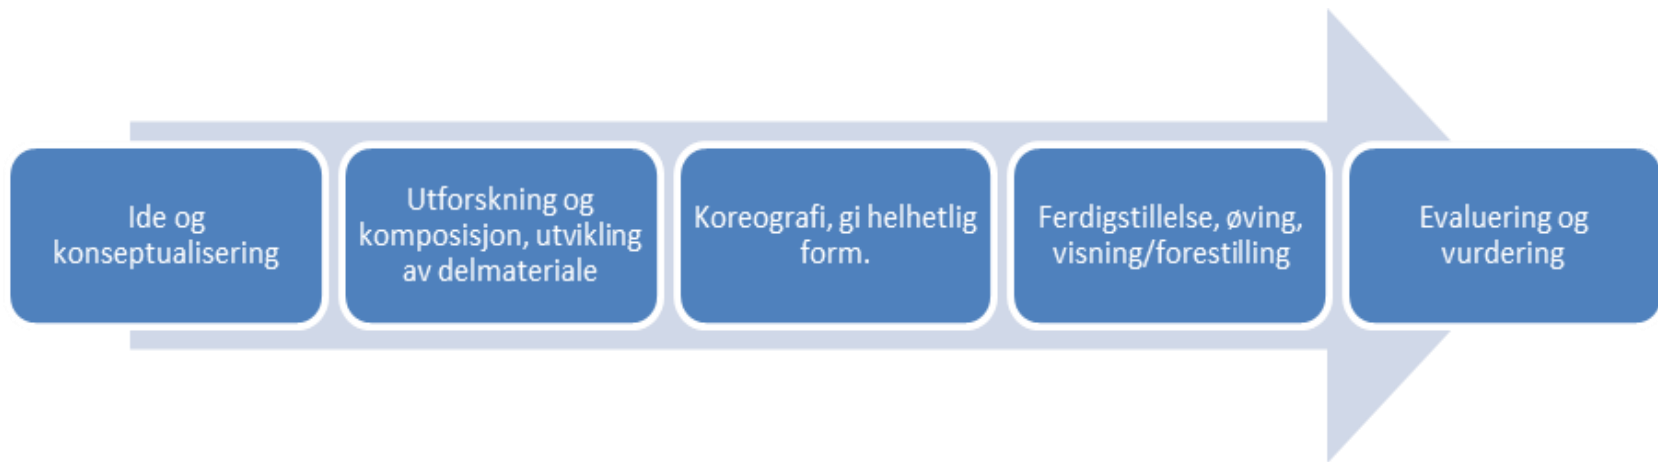 Ide og
konseptualisering
Utforskning og
komposisjon, utvikling
av delmateriale
Koreografi, gi helhetlig
form.
Ferdigstillelse, øving,
visning/forestilling
Evaluering og
vurdering